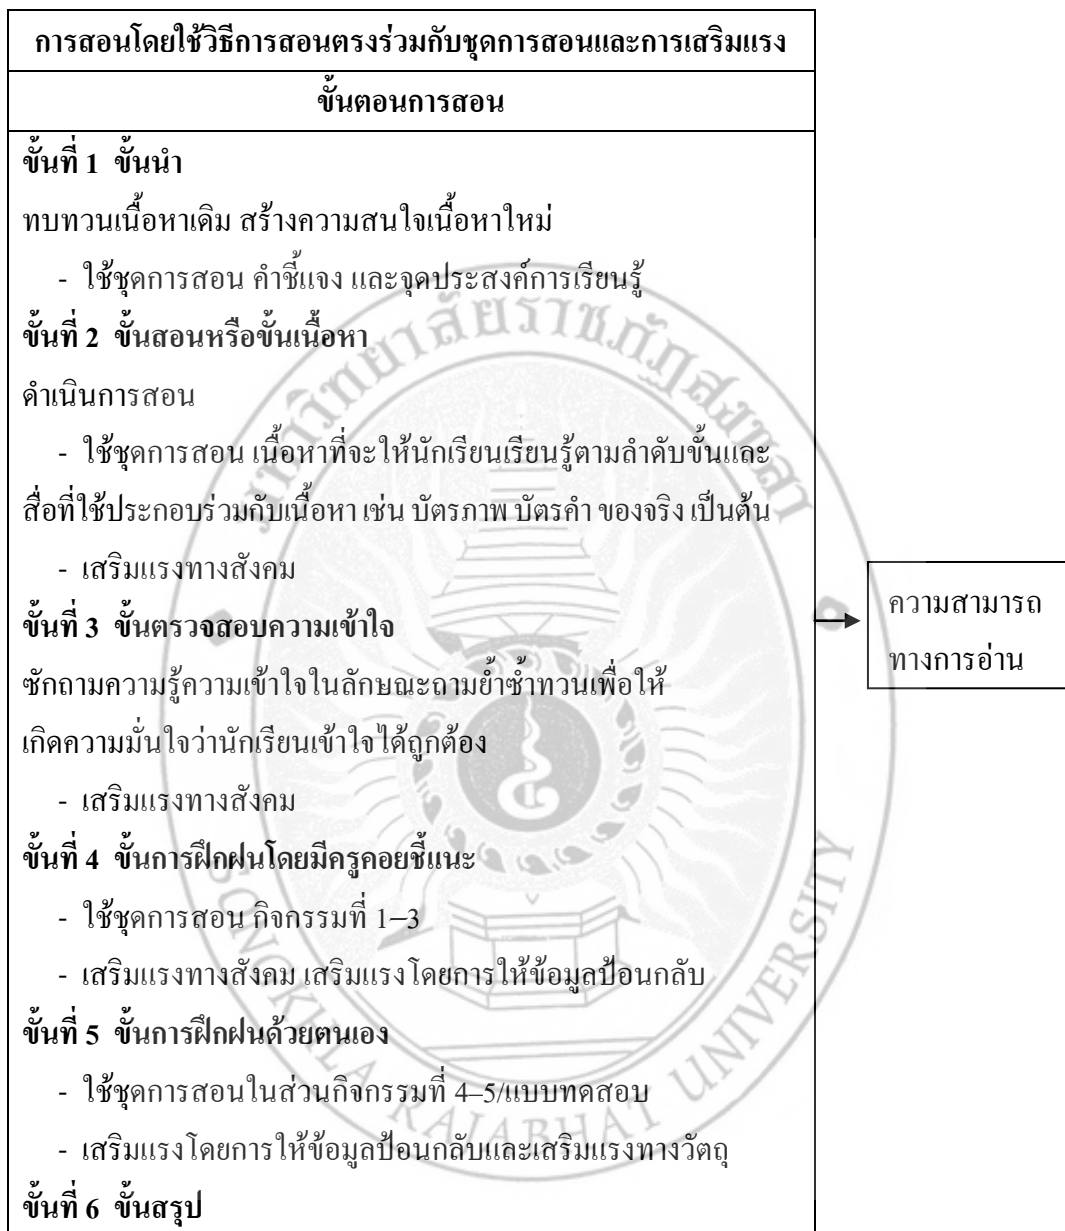 การสอนโดยใช้วิธีการสอนตรงร่วมกับชุดการสอนและการเสริมแรง
ขั้นตอนการสอน
ขั้นที่ 1 ขั้นนำ
ทบทวนเนื้อหาเดิม สร้างความสนใจเนื้อหาใหม่
- ใช้ชุดการสอน คำชี้แจง และจุดประสงค์การเรียนรู้
ขั้นที่ 2 ขั้นสอนหรือขั้นเนื้อหา
ดำเนินการสอน
- ใช้ชุดการสอน เนื้อหาที่จะให้นักเรียนเรียนรู้ตามลำดับขั้นและ
สื่อที่ใช้ประกอบร่วมกับเนื้อหา เช่น บัตรภาพ บัตรคำ ของจริง เป็นต้น
- เสริมแรงทางสังคม
ขั้นที่ 3 ขั้นตรวจสอบความเข้าใจ
ซักถามความรู้ความเข้าใจในลักษณะถามย้ำซ้ำทวนเพื่อให้
เกิดความมั่นใจว่านักเรียนเข้าใจได้ถูกต้อง
- เสริมแรงทางสังคม
ขั้นที่ 4 ขั้นการฝึกฝนโดยมีครูคอยชี้แนะ
- ใช้ชุดการสอน กิจกรรมที่ 1–3
- เสริมแรงทางสังคม เสริมแรงโดยการให้ข้อมูลป้อนกลับ
ขั้นที่ 5 ขั้นการฝึกฝนด้วยตนเอง
- ใช้ชุดการสอนในส่วนกิจกรรมที่ 4–5/แบบทดสอบ
- เสริมแรงโดยการให้ข้อมูลป้อนกลับและเสริมแรงทางวัตถุ
ขั้นที่ 6 ขั้นสรุป
ความสามารถ
ทางการอ่าน
มหาวิทยาลัยราชภัฏสงขลา
SONGKHLA RAJABHAT UNIVERSITY